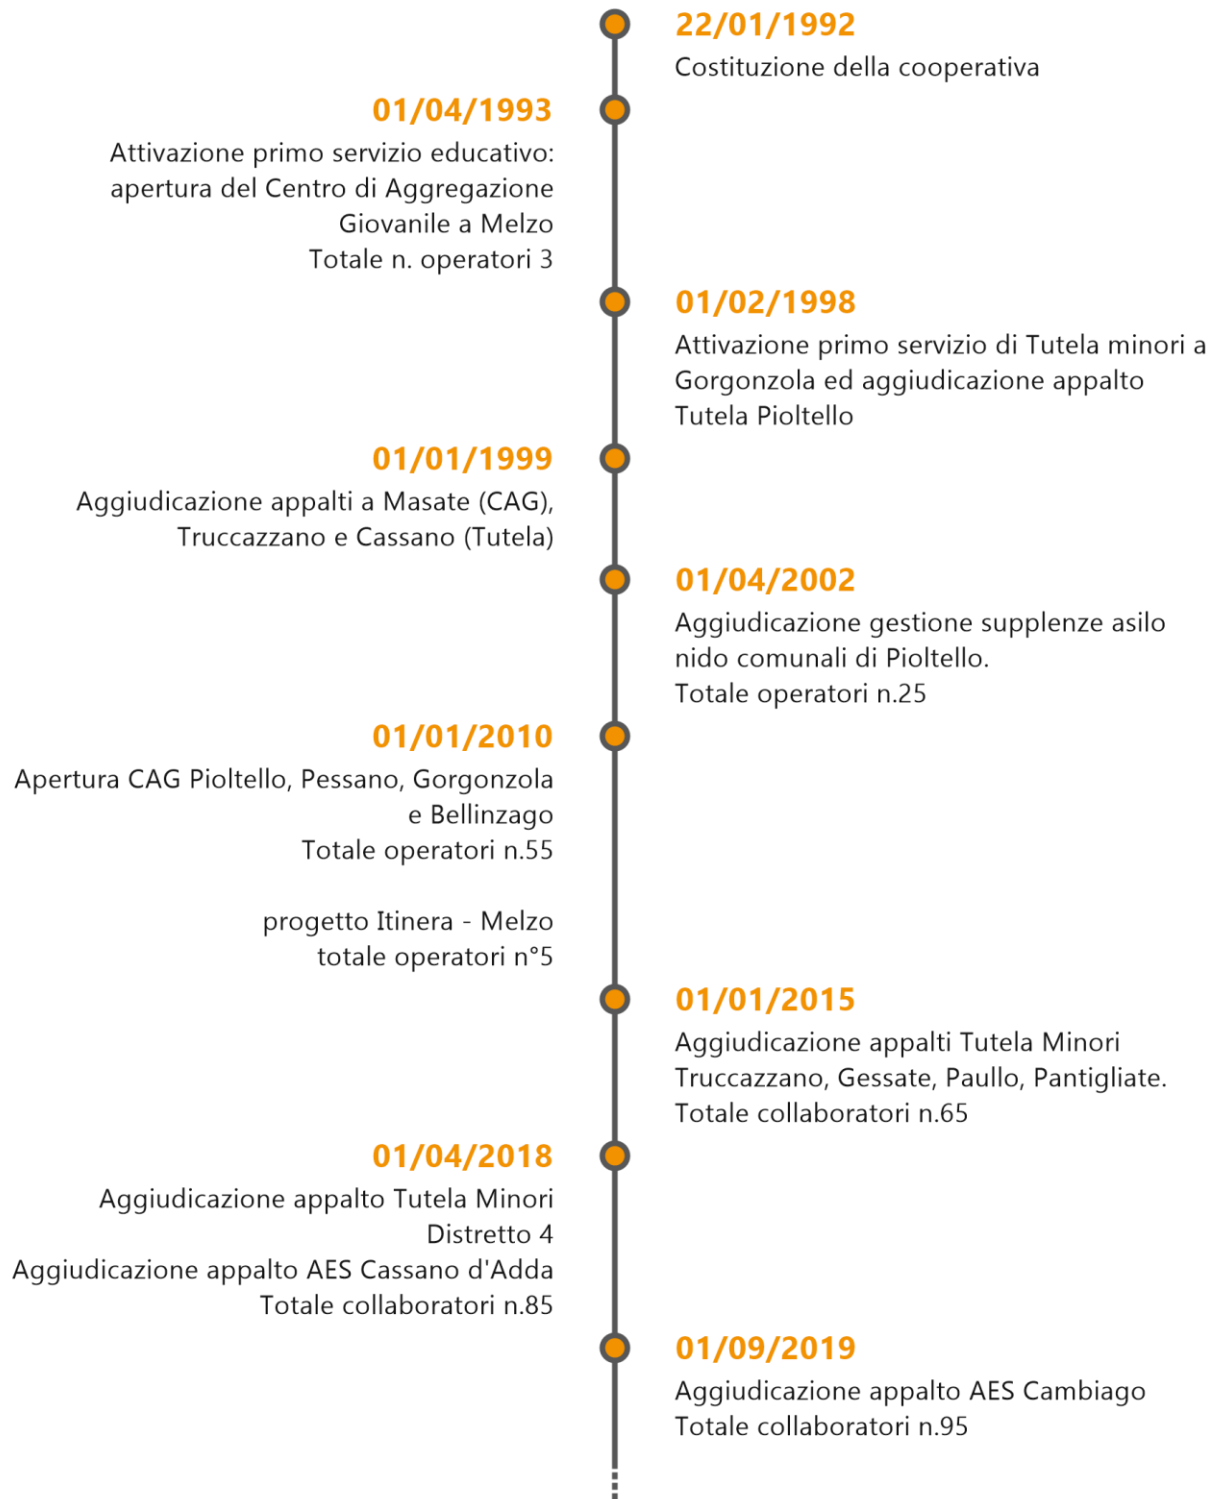 22/01/1992
Costituzione della cooperativa
01/04/1993
Attivazione primo servizio educativo:
apertura del Centro di Aggregazione
Giovanile a Melzo
Totale n. operatori 3
01/02/1998
Attivazione primo servizio di Tutela minori a
Gorgonzola ed aggiudicazione appalto
Tutela Pioltello
01/01/1999
Aggiudicazione appalti a Masate (CAG),
Truccazzano e Cassano (Tutela)
01/04/2002
Aggiudicazione gestione supplenze asilo
nido comunali di Pioltello.
Totale operatori n.25
01/01/2010
Apertura CAG Pioltello, Pessano, Gorgonzola
e Bellinzago
Totale operatori n.55
progetto Itinera - Melzo
totale operatori n°5
01/01/2015
Aggiudicazione appalti Tutela Minori
Truccazzano, Gessate, Paullo, Pantigliate.
Totale collaboratori n.65
01/04/2018
Aggiudicazione appalto Tutela Minori
Distretto 4
Aggiudicazione appalto AES Cassano d'Adda
Totale collaboratori n.85
01/09/2019
Aggiudicazione appalto AES Cambiago
Totale collaboratori n.95